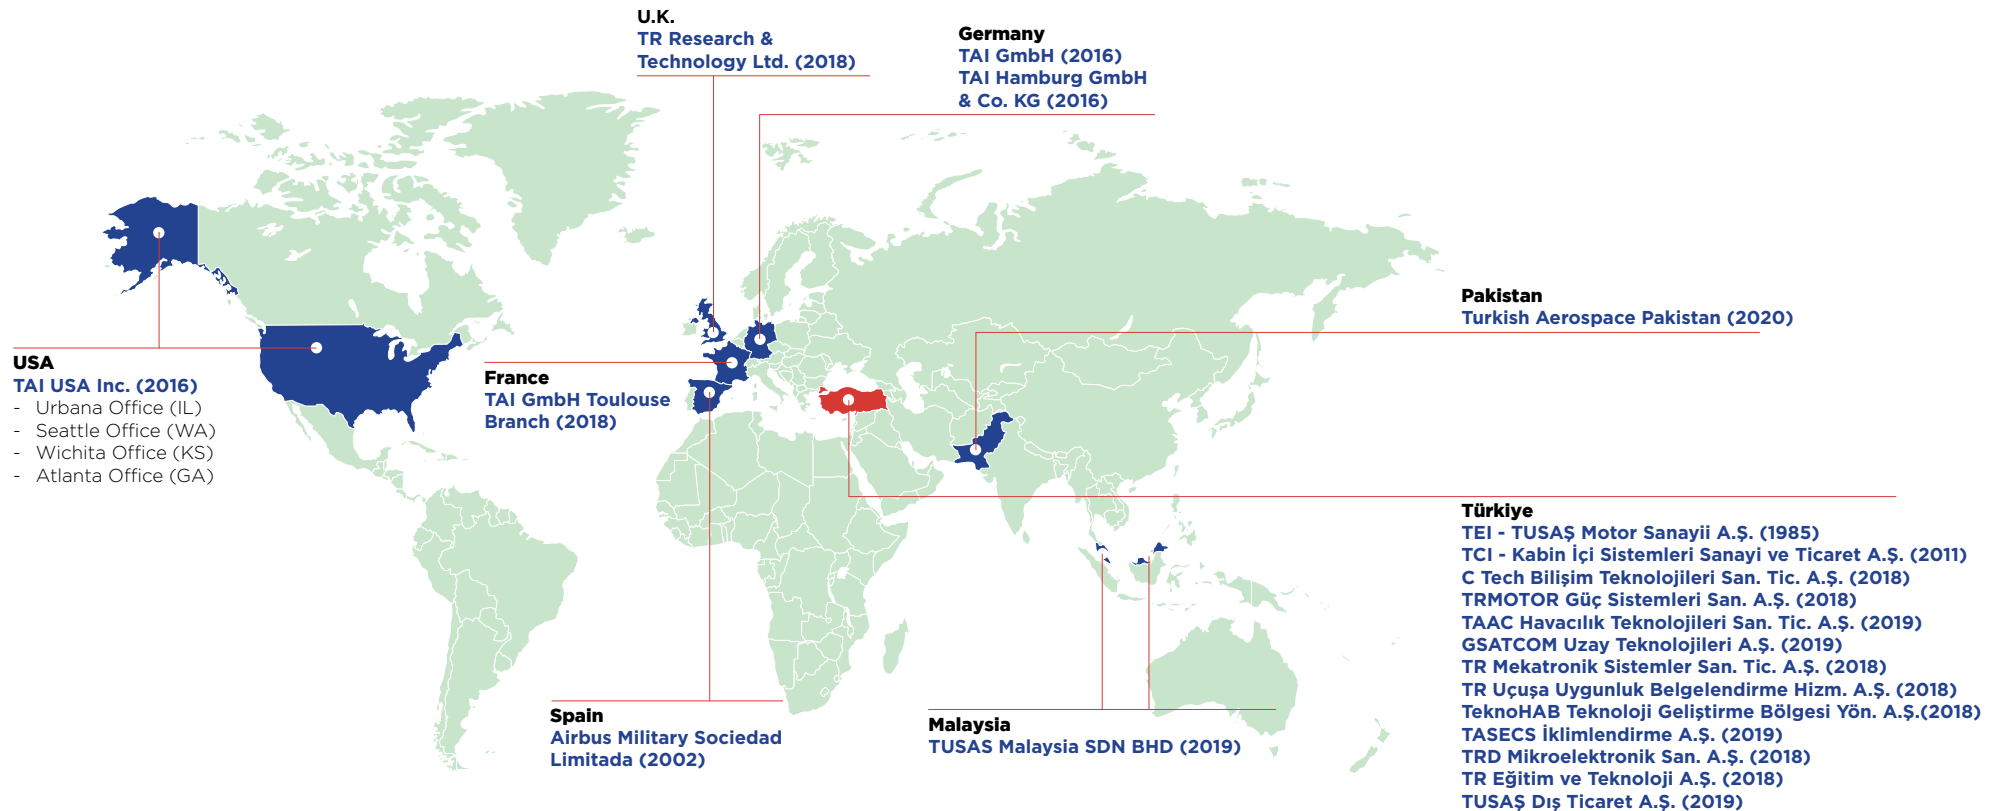 U.K.
TR Research &
Technology Ltd. (2018)
Germany
TAI GmbH (2016)
TAI Hamburg GmbH
& Co. KG (2016)
Pakistan
Turkish Aerospace Pakistan (2020)
USA
TAI USA Inc. (2016)
- Urbana Office (IL)
- Seattle Office (WA)
- Wichita Office (KS)
- Atlanta Office (GA)
France
TAI GmbH Toulouse
Branch (2018)
Türkiye
TEI - TUSAŞ Motor Sanayii A.Ş. (1985)
TCI - Kabin İçi Sistemleri Sanayi ve Ticaret A.Ş. (2011)
C Tech Bilişim Teknolojileri San. Tic. A.Ş. (2018)
TRMOTOR Güç Sistemleri San. A.Ş. (2018)
TAAC Havacılık Teknolojileri San. Tic. A.Ş. (2019)
GSATCOM Uzay Teknolojileri A.Ş. (2019)
TR Mekatronik Sistemler San. Tic. A.Ş. (2018)
TR Uçuşa Uygunluk Belgelendirme Hizm. A.Ş. (2018)
TeknoHAB Teknoloji Geliştirme Bölgesi Yön. A.Ş.(2018)
TASECS İklimlendirme A.Ş. (2019)
TRD Mikroelektronik San. A.Ş. (2018)
TR Eğitim ve Teknoloji A.Ş. (2018)
TUSAŞ Dış Ticaret A.Ş. (2019)
Spain
Airbus Military Sociedad
Limitada (2002)
Malaysia
TUSAS Malaysia SDN BHD (2019)